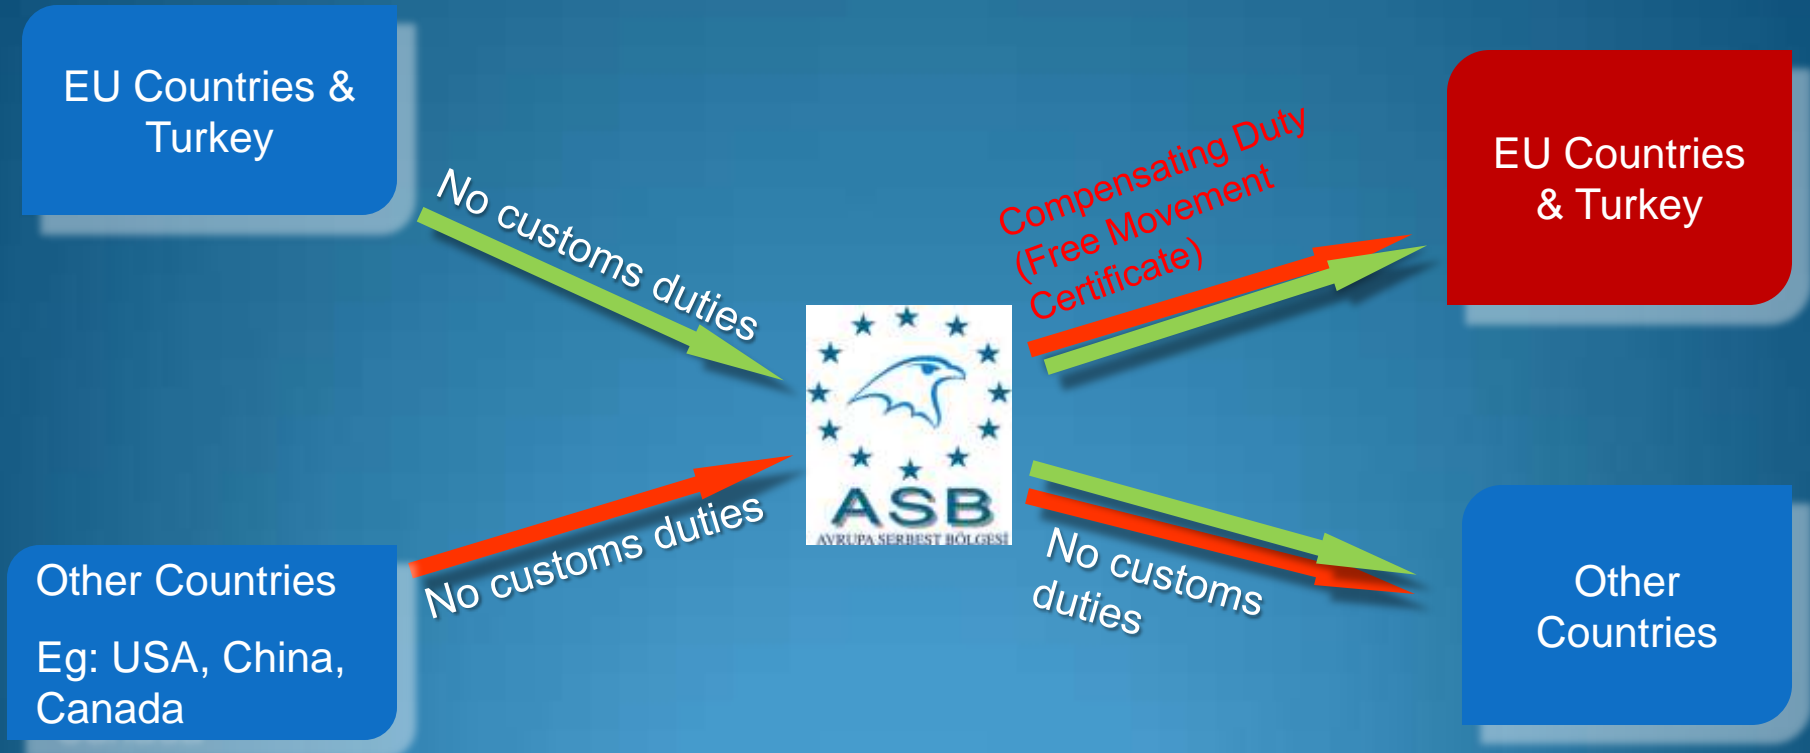 EU Countries &
Turkey
No customs duties
Compensating Duty
(Free Movement
Certificate)
EU Countries
& Turkey
ASB
AVRUPA SERBEST BÖLGESİ
Other Countries
Eg: USA, China,
Canada
No customs duties
No customs
duties
Other
Countries